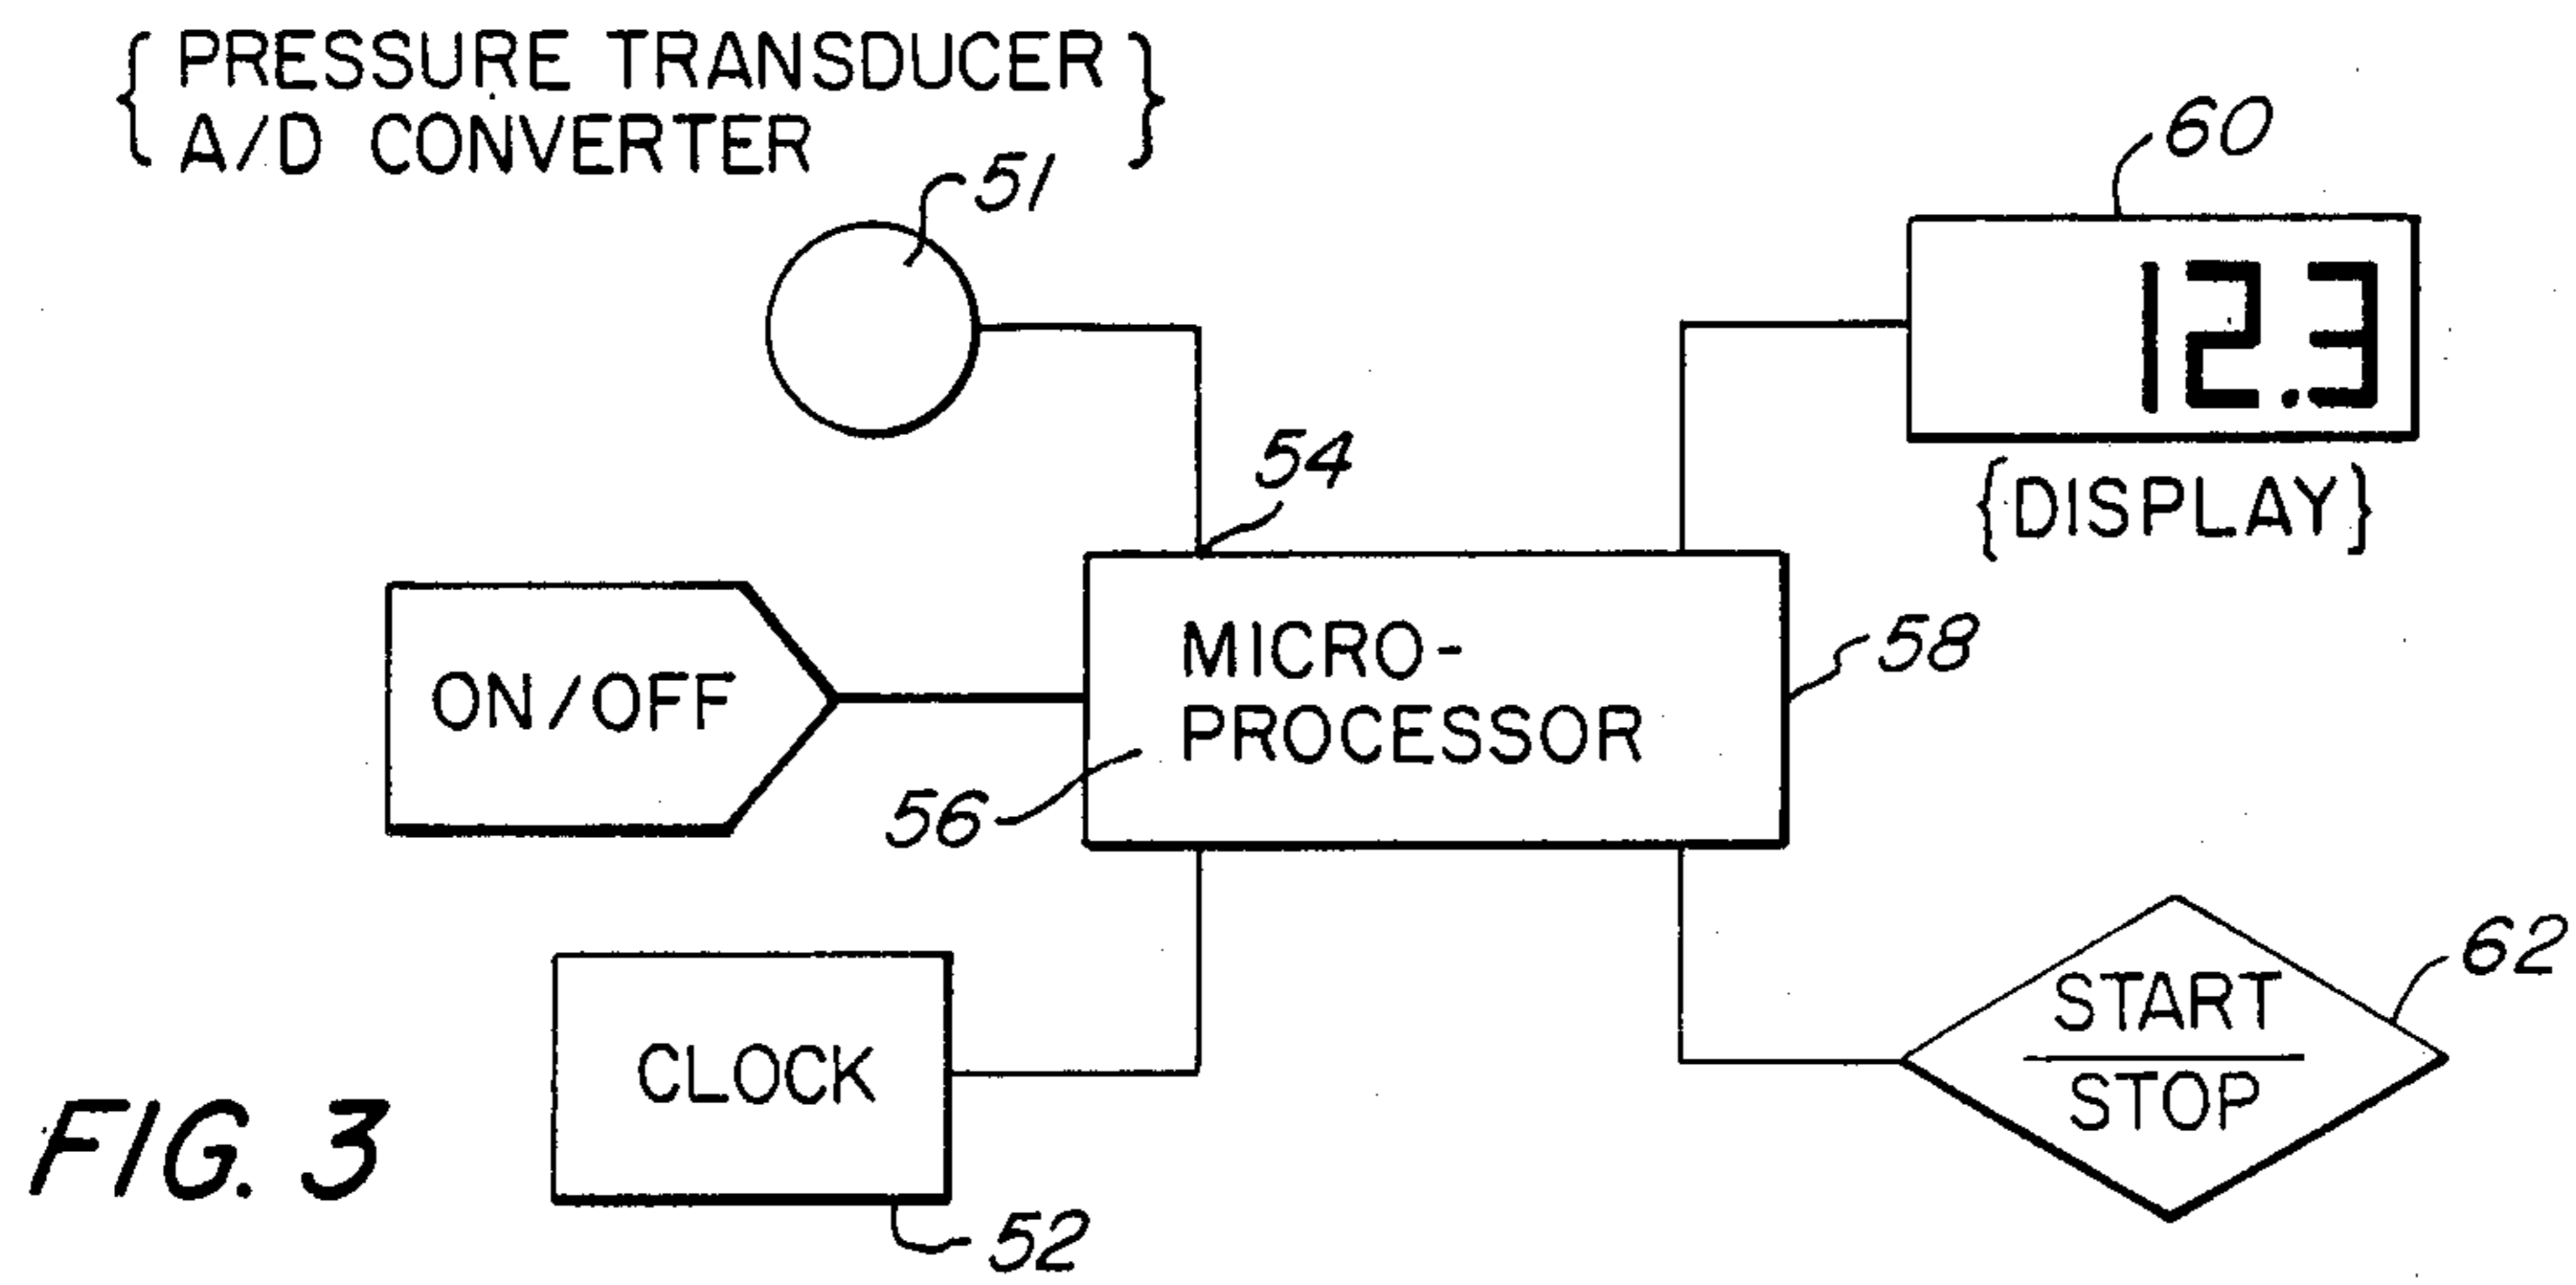 PRESSURE TRANSDUCER
A/D CONVERTER
51
60
12.3
{DISPLAY}
54
MICRO-
PROCESSOR
58
ON/OFF
56
CLOCK
52
START
STOP
62
FIG. 3